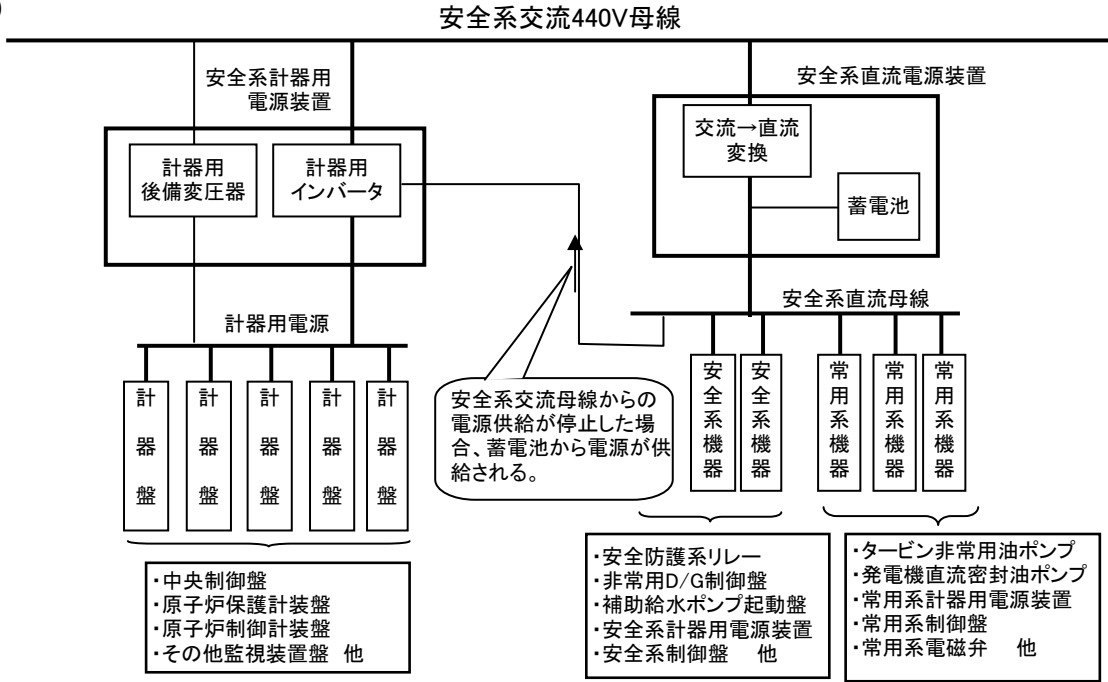 安全系交流440V母線
安全系計器用
電源装置
安全系直流電源装置
計器用
後備変圧器
計器用
インバータ
交流→直流
変換
蓄電池
計器用電源
安全系直流母線
計器盤
計器盤
計器盤
計器盤
計器盤
安全系交流母線からの
電源供給が停止した場
合、蓄電池から電源が供
給される。
安全系機器
安全系機器
常用系機器
常用系機器
常用系機器
・中央制御盤
・原子炉保護計装盤
・原子炉制御計装盤
・その他監視装置盤 他
・安全防護系リレー
・非常用D/G制御盤
・補助給水ポンプ起動盤
・安全系計器用電源装置
・安全系制御盤 他
・タービン非常用油ポンプ
・発電機直流密封油ポンプ
・常用系計器用電源装置
・常用系制御盤
・常用系電磁弁 他